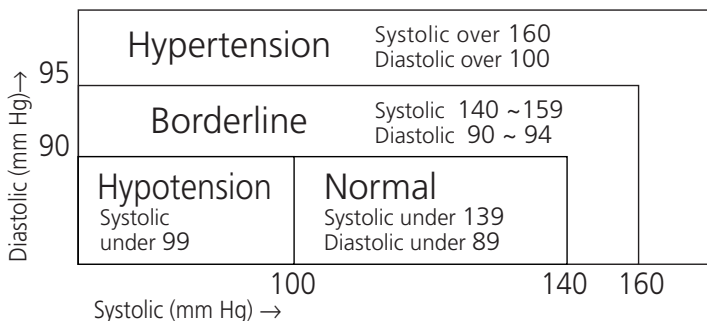 Hypertension
Systolic over 160
Diastolic over 100
95
Borderline
Systolic 140 ~159
Diastolic 90 ~ 94
90
Hypotension
Systolic
under 99
Normal
Systolic under 139
Diastolic under 89
Diastolic (mm Hg)→
100
140
160
Systolic (mm Hg) →